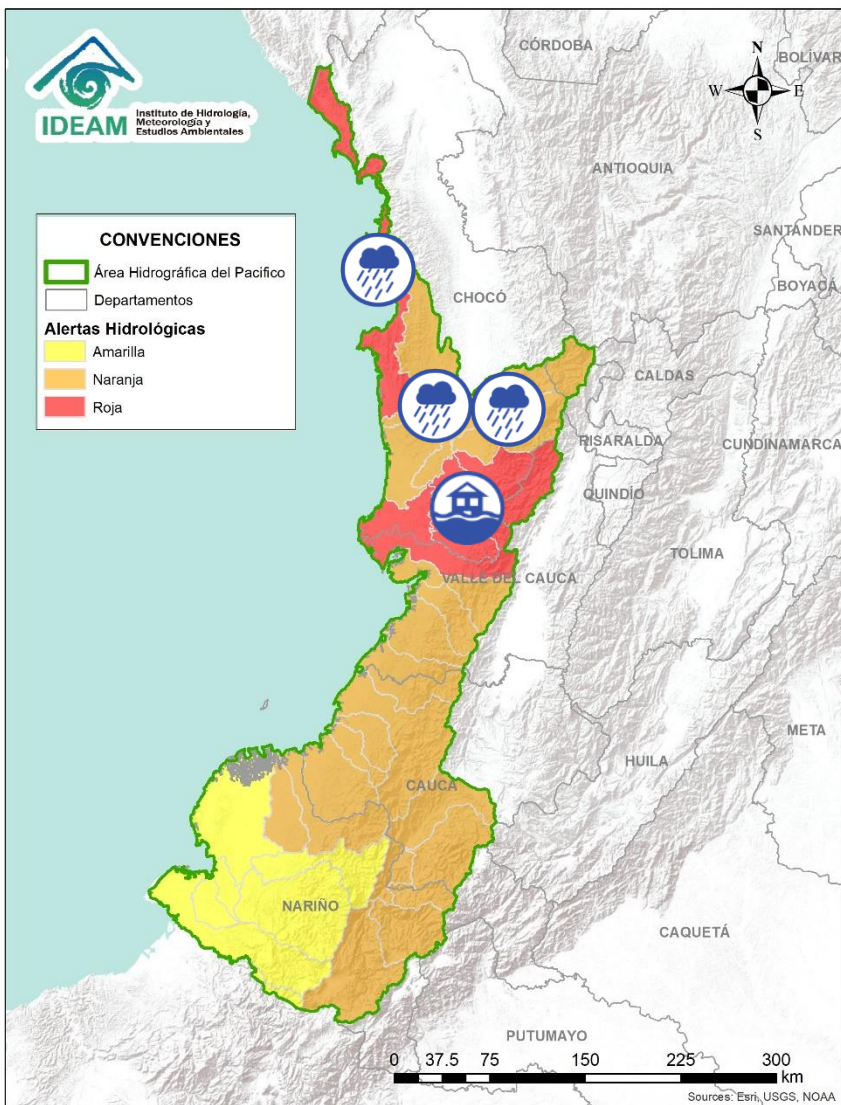 IDEAM
Instituto de Hidrología,
Meteorología y
Estudios Ambientales
CÓRDOBA
BOLÍVAR
N
W
E
S
ANTIOQUIA
SANTANDER
BOYACÁ
CONVENCIONES
Área Hidrográfica del Pacifico
Departamentos
Alertas Hidrológicas
Amarilla
Naranja
Roja
CHOCÓ
CALDAS
RISARALDA
CUNDINAMARCA
QUINDÍO
TOLIMA
VALLE DEL CAUCA
META
HUILA
CAUCA
NARIÑO
CAQUETÁ
PUTUMAYO
0 37.5 75 150 225 300
km
Sources: Esri, USGS, NOAA